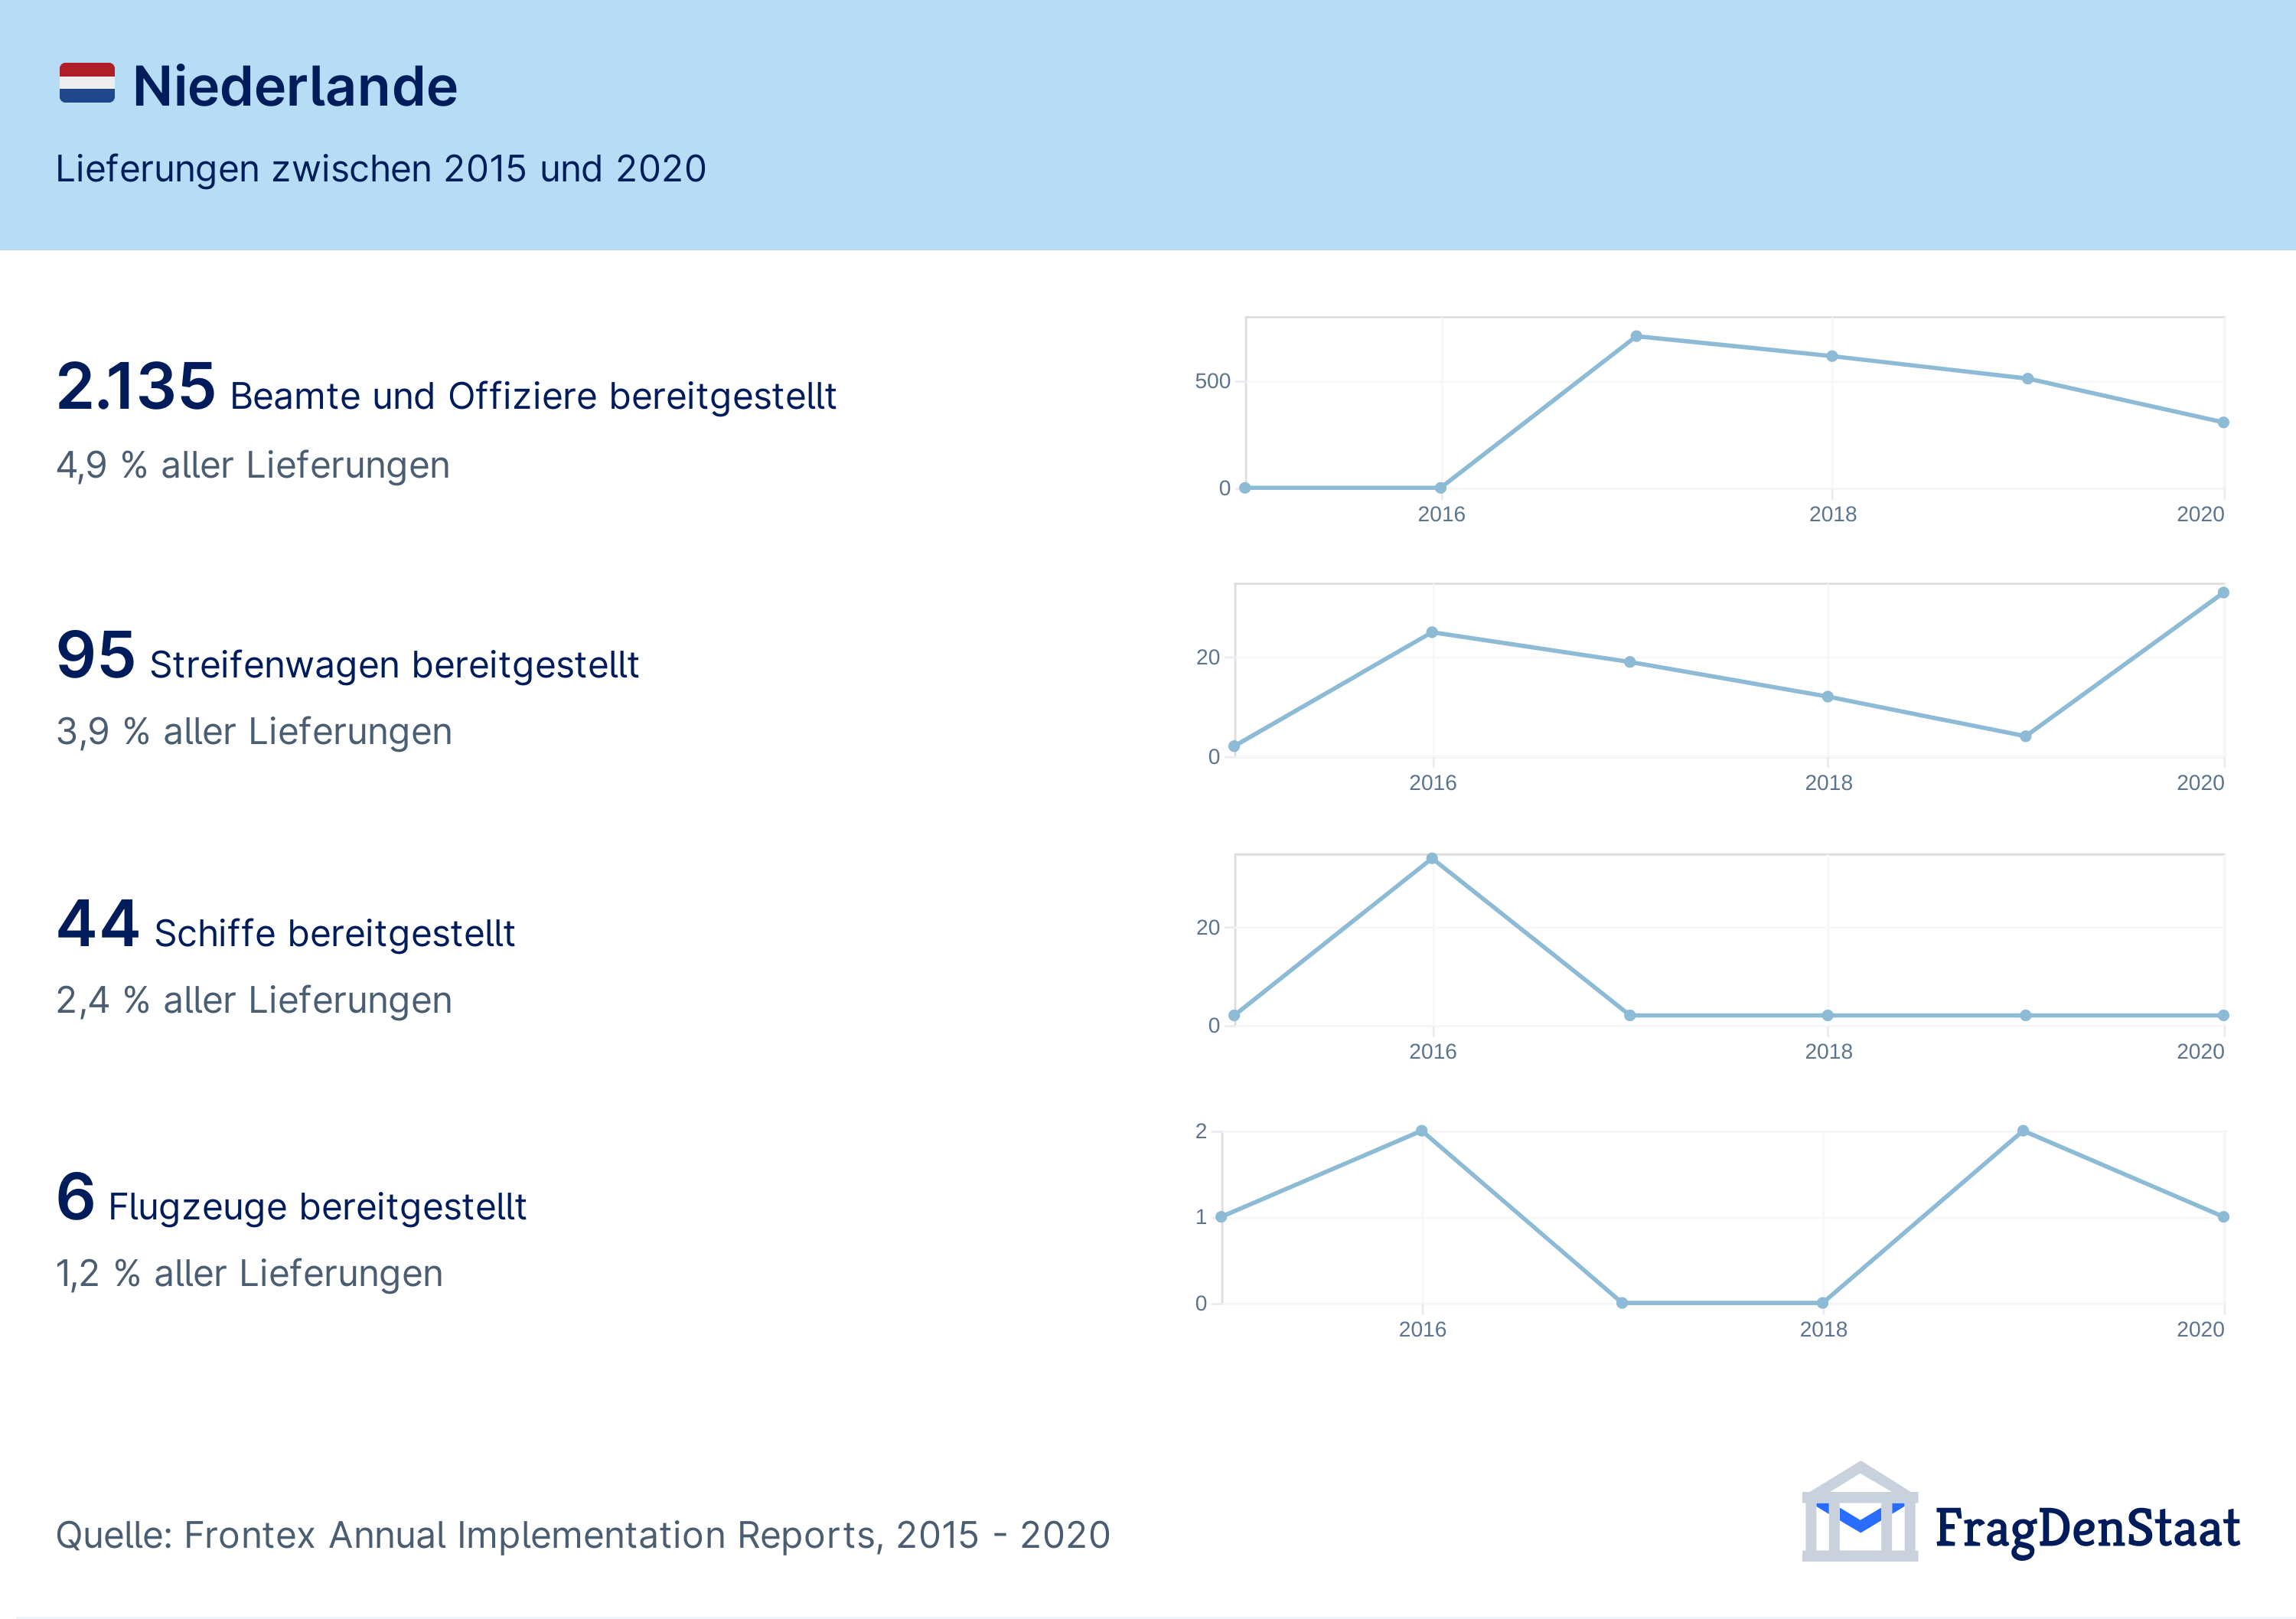 Niederlande
Lieferungen zwischen 2015 und 2020
2.135 Beamte und Offiziere bereitgestellt
4,9 % aller Lieferungen
500
0
2016 2018 2020
95 Streifenwagen bereitgestellt
3,9 % aller Lieferungen
20
0
2016 2018 2020
44 Schiffe bereitgestellt
2,4 % aller Lieferungen
20
0
2016 2018 2020
6 Flugzeuge bereitgestellt
1,2 % aller Lieferungen
2
1
0
2016 2018 2020
Quelle: Frontex Annual Implementation Reports, 2015 - 2020
FragDenStaat